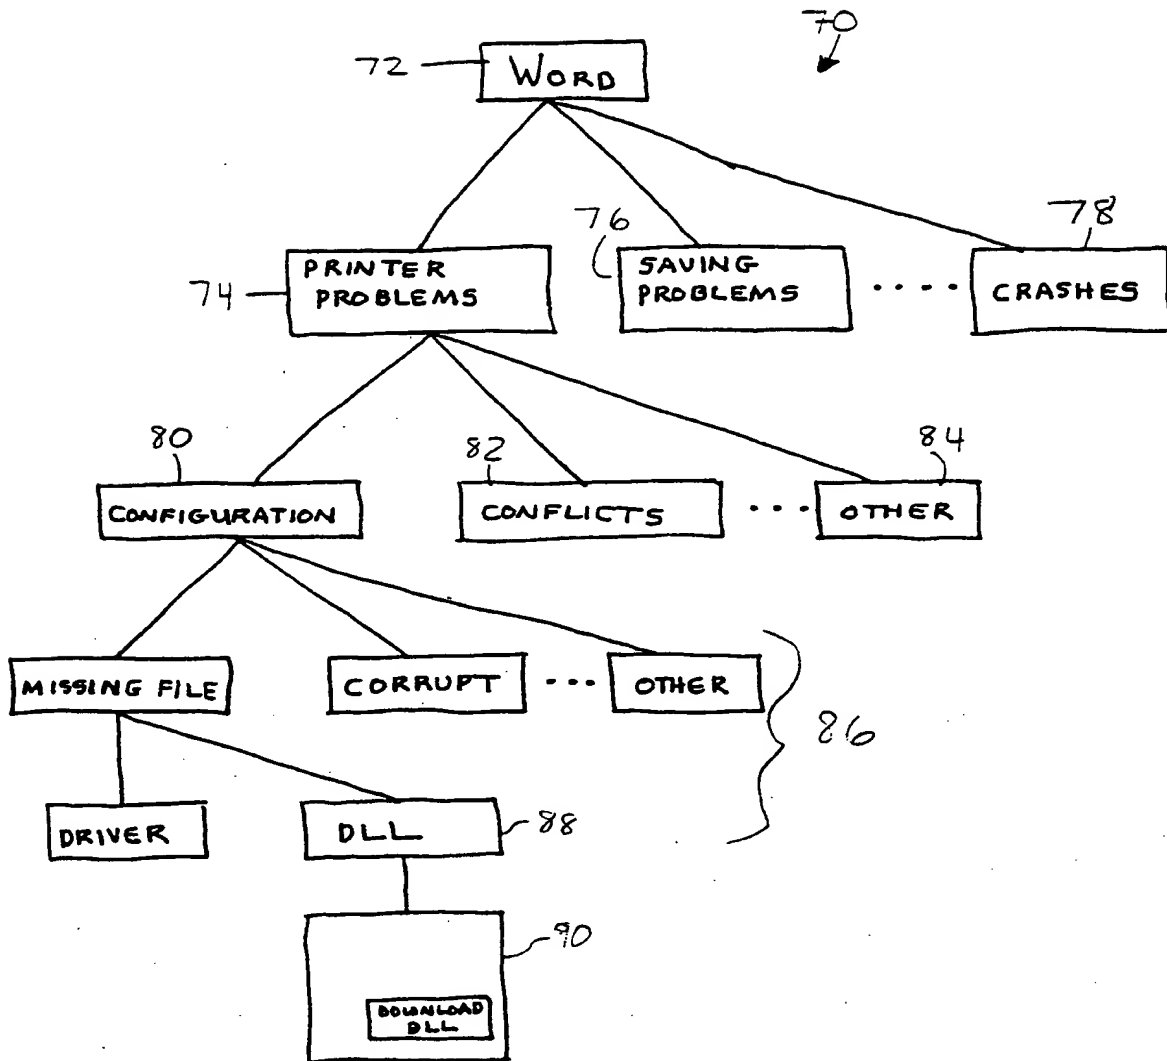 70
72
WORD
74
PRINTER
PROBLEMS
76
SAVING
PROBLEMS
....
78
CRASHES
80
CONFIGURATION
82
CONFLICTS
...
84
OTHER
MISSING FILE
CORRUPT
...
OTHER
86
DRIVER
DLL
88
90
DOWNLOAD
DLL